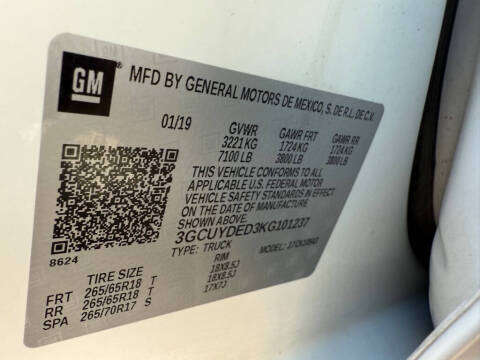 GM
MFD BY GENERAL MOTORS DE MEXICO, S. DE R.L. DE C.V.
01/19 GVWR GAWR FRT GAWR RR
3221 KG 1724 KG 1724 KG
7100 LB 3800 LB 3800 LB
THIS VEHICLE CONFORMS TO ALL
APPLICABLE U.S. FEDERAL MOTOR
VEHICLE SAFETY STANDARDS IN EFFECT
ON THE DATE OF MANUFACTURE
SHOWN ABOVE.
3GCUYDED3KG101237
8624
TYPE: TRUCK MODEL:
TIRE SIZE RIM
FRT 265/65R18 T 18X8.5J
RR 265/65R18 T 18X8.5J
SPA 265/70R17 S 17X7J